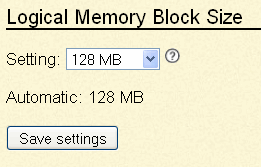 Logical Memory Block Size
Setting: 128 MB ?
Automatic: 128 MB
Save settings